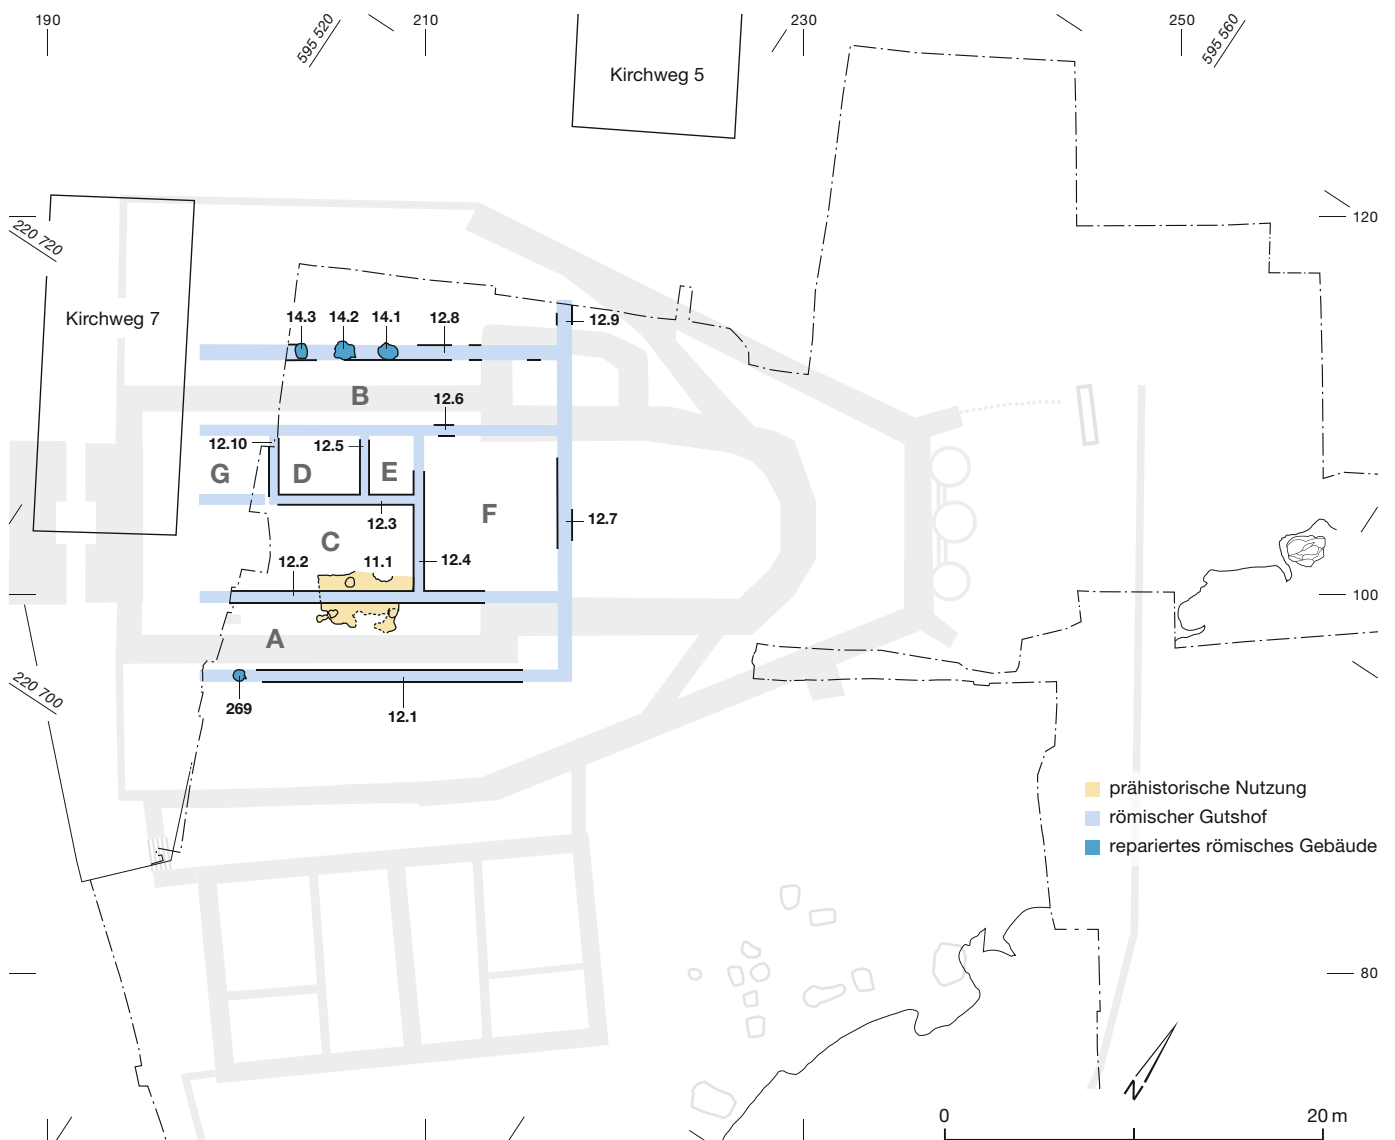 190
595 520
210
230
250
595 560
Kirchweg 5
220 720
120
Kirchweg 7
14.3
14.2
14.1
12.8
12.9
B
12.6
12.10
12.5
G
D
E
F
12.3
12.7
C
12.2
11.1
12.4
100
A
220 700
269
12.1
prähistorische Nutzung
römischer Gutshof
repariertes römisches Gebäude
80
N
0
20 m